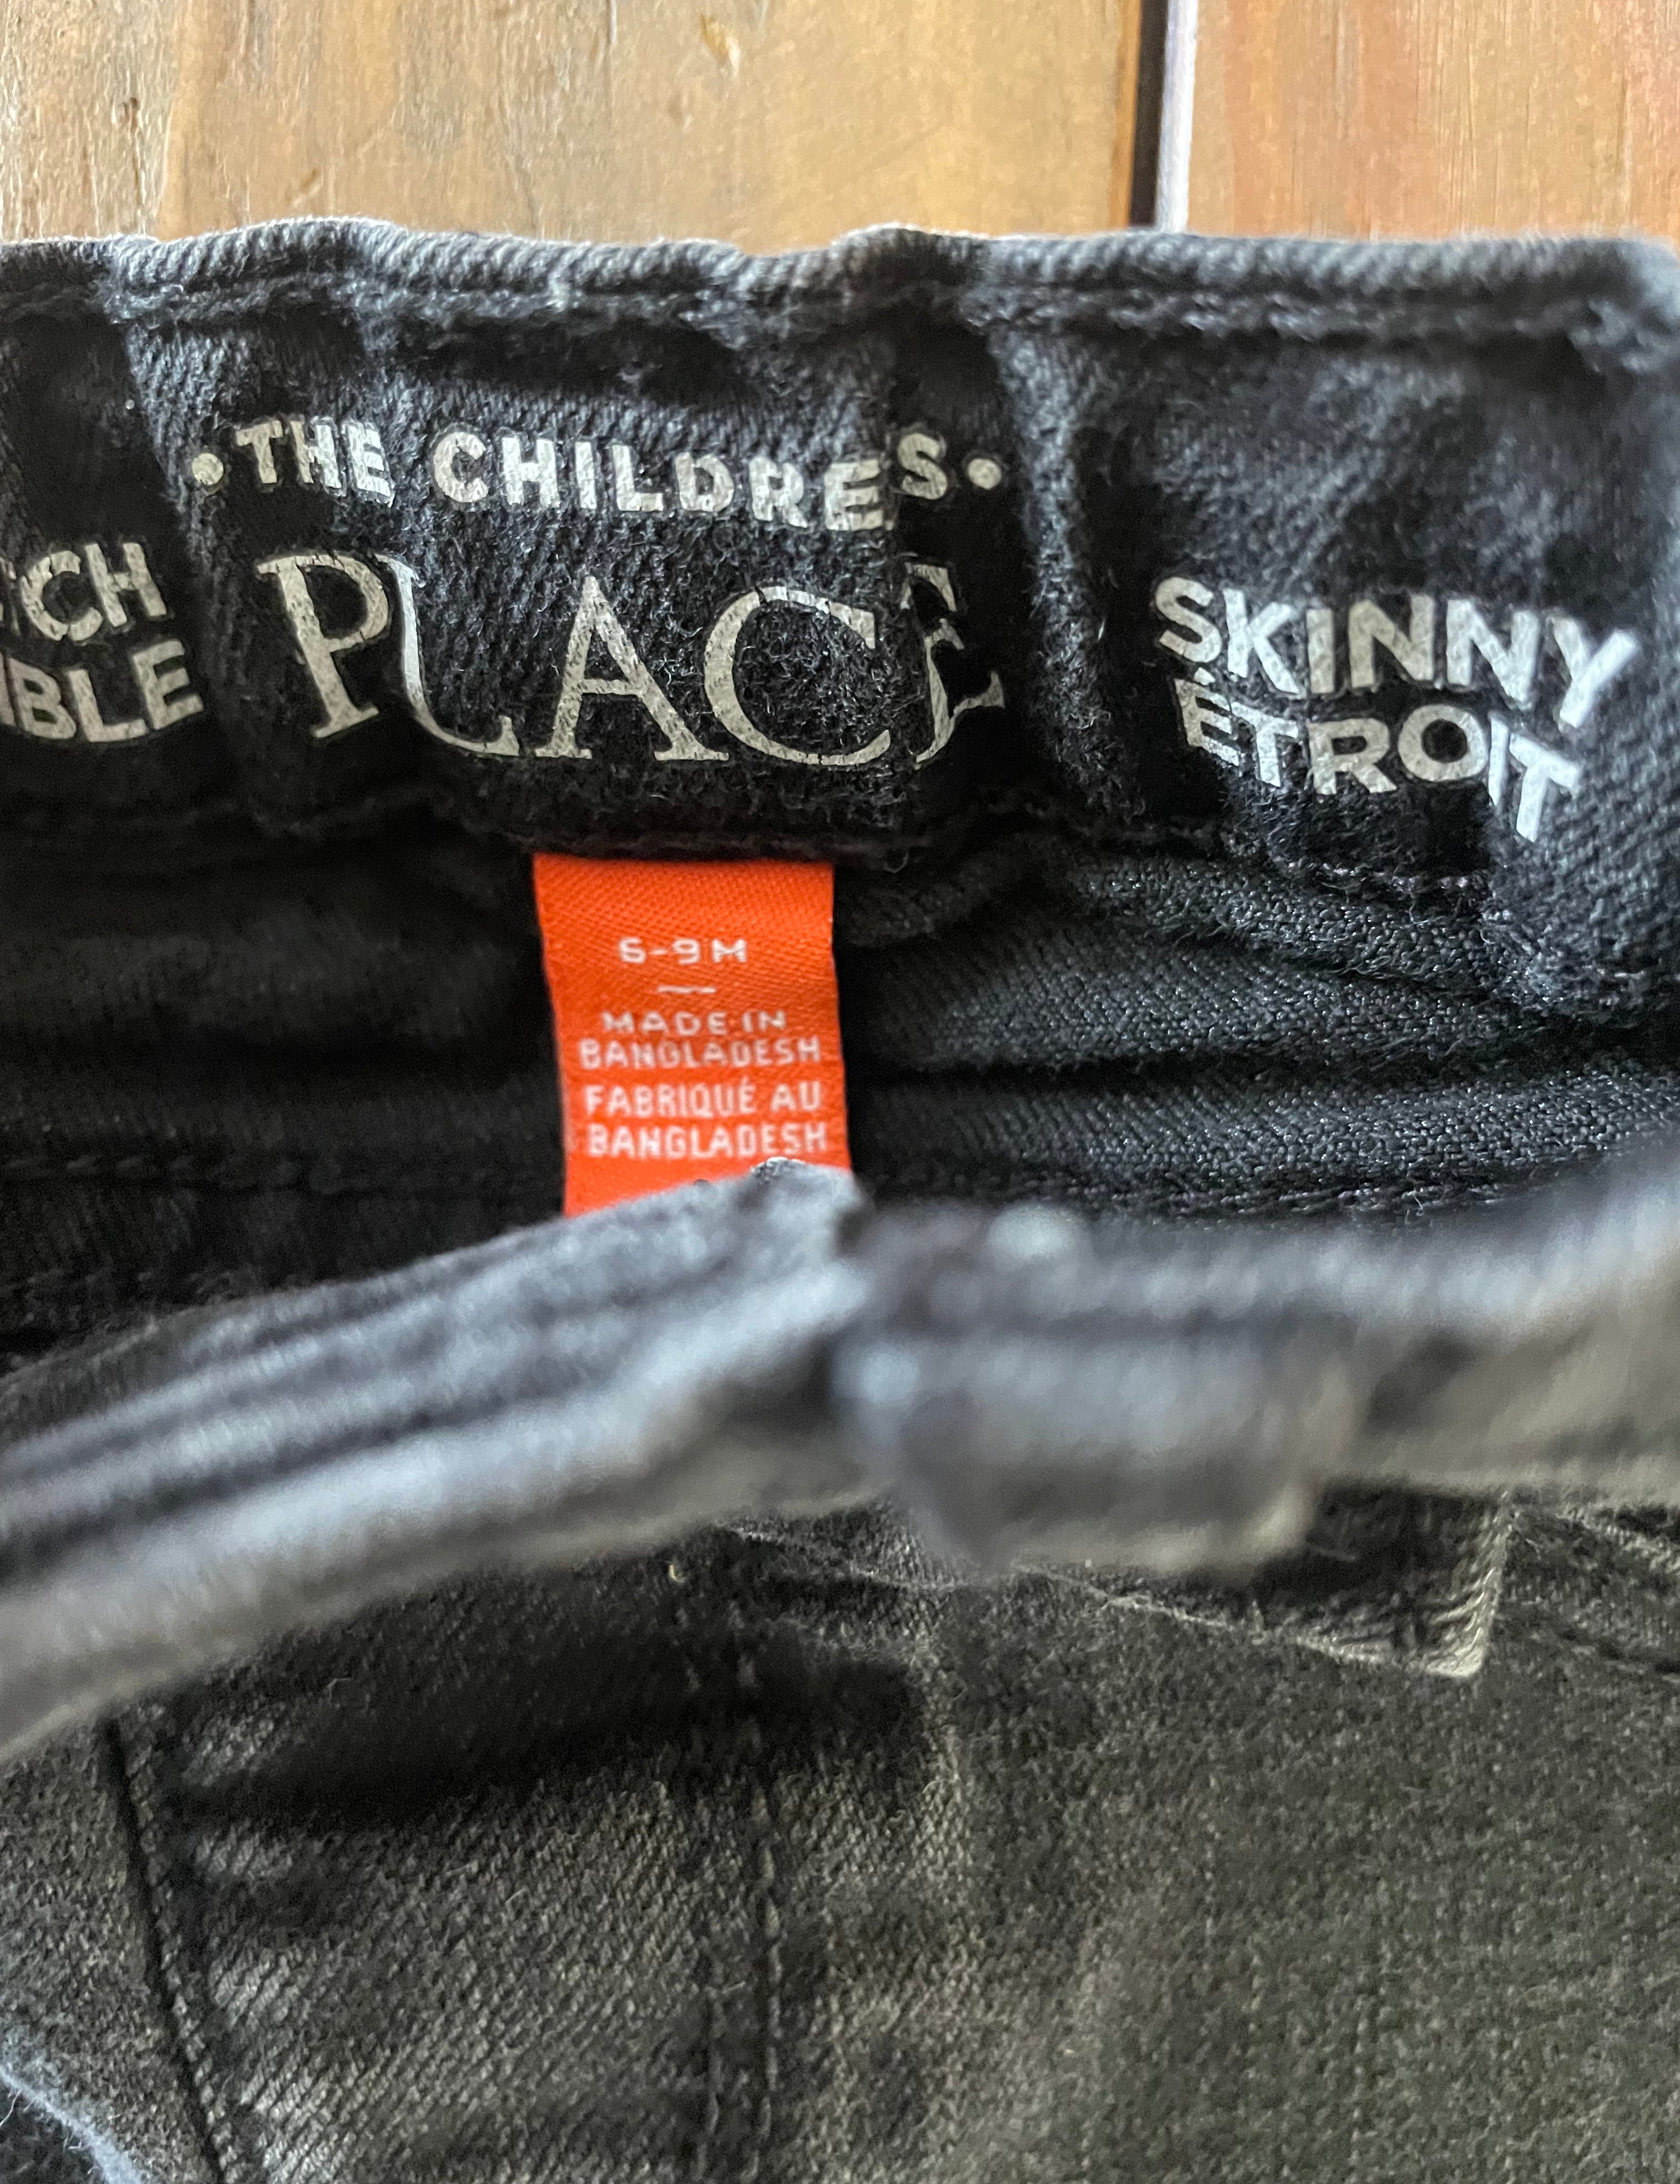 • THE CHILDRE S •
PLACE
SKINNY
ÉTROIT
6-9M
—
MADE IN
BANGLADESH
FABRIQUÉ AU
BANGLADESH